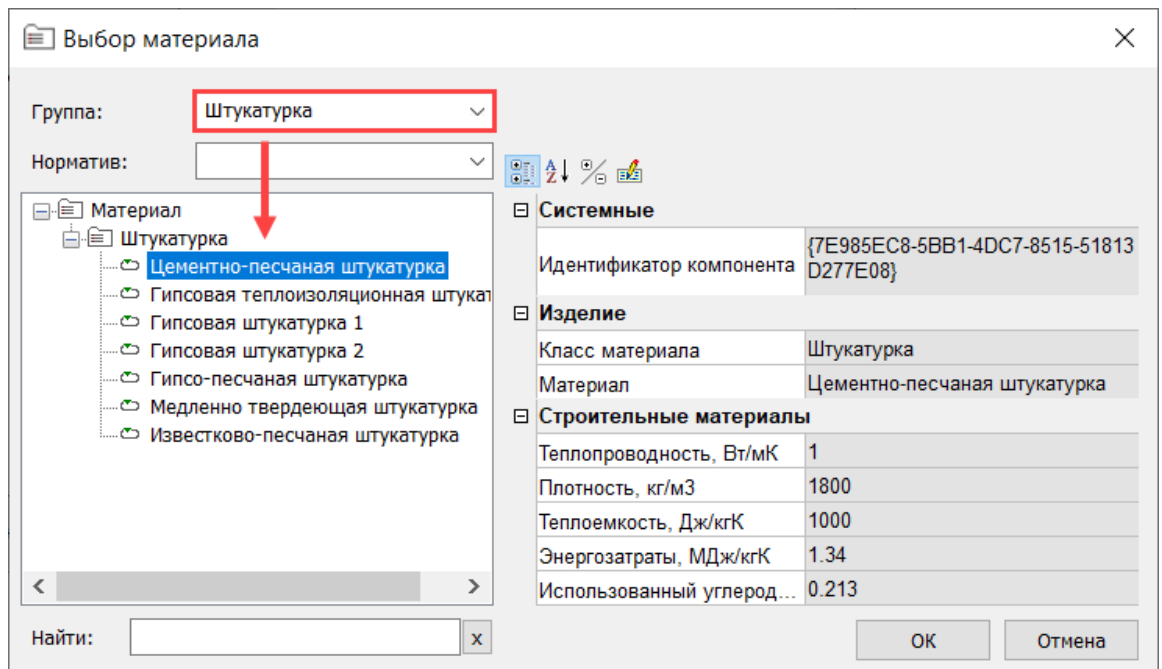 Выбор материала
Группа:
Штукатурка
Норматив:
Материал
Штукатурка
Цементно-песчаная штукатурка
Гипсовая теплоизоляционная штукат
Гипсовая штукатурка 1
Гипсовая штукатурка 2
Гипсо-песчаная штукатурка
Медленно твердеющая штукатурка
Известково-песчаная штукатурка
Найти:
x
Системные
Идентификатор компонента
{7E985EC8-5BB1-4DC7-8515-51813
D277E08}
Изделие
Класс материала Штукатурка
Материал Цементно-песчаная штукатурка
Строительные материалы
Теплопроводность, Вт/мК 1
Плотность, кг/м3 1800
Теплоемкость, Дж/кгК 1000
Энергозатраты, МДж/кгК 1.34
Использованный углерод... 0.213
ОК
Отмена